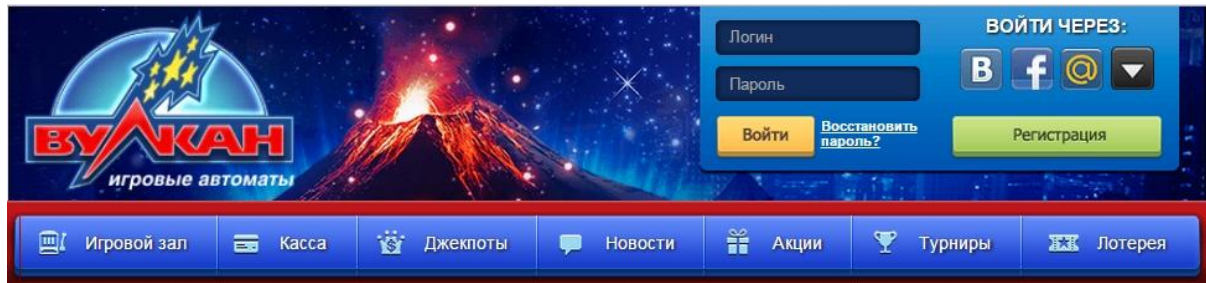 ВУЛКАН
игровые автоматы
Логин
Пароль
Войти
Восстановить
пароль?
ВОЙТИ ЧЕРЕЗ:
В f @
Регистрация
Игровой зал
Касса
Джекпоты
Новости
Акции
Турниры
Лотерея